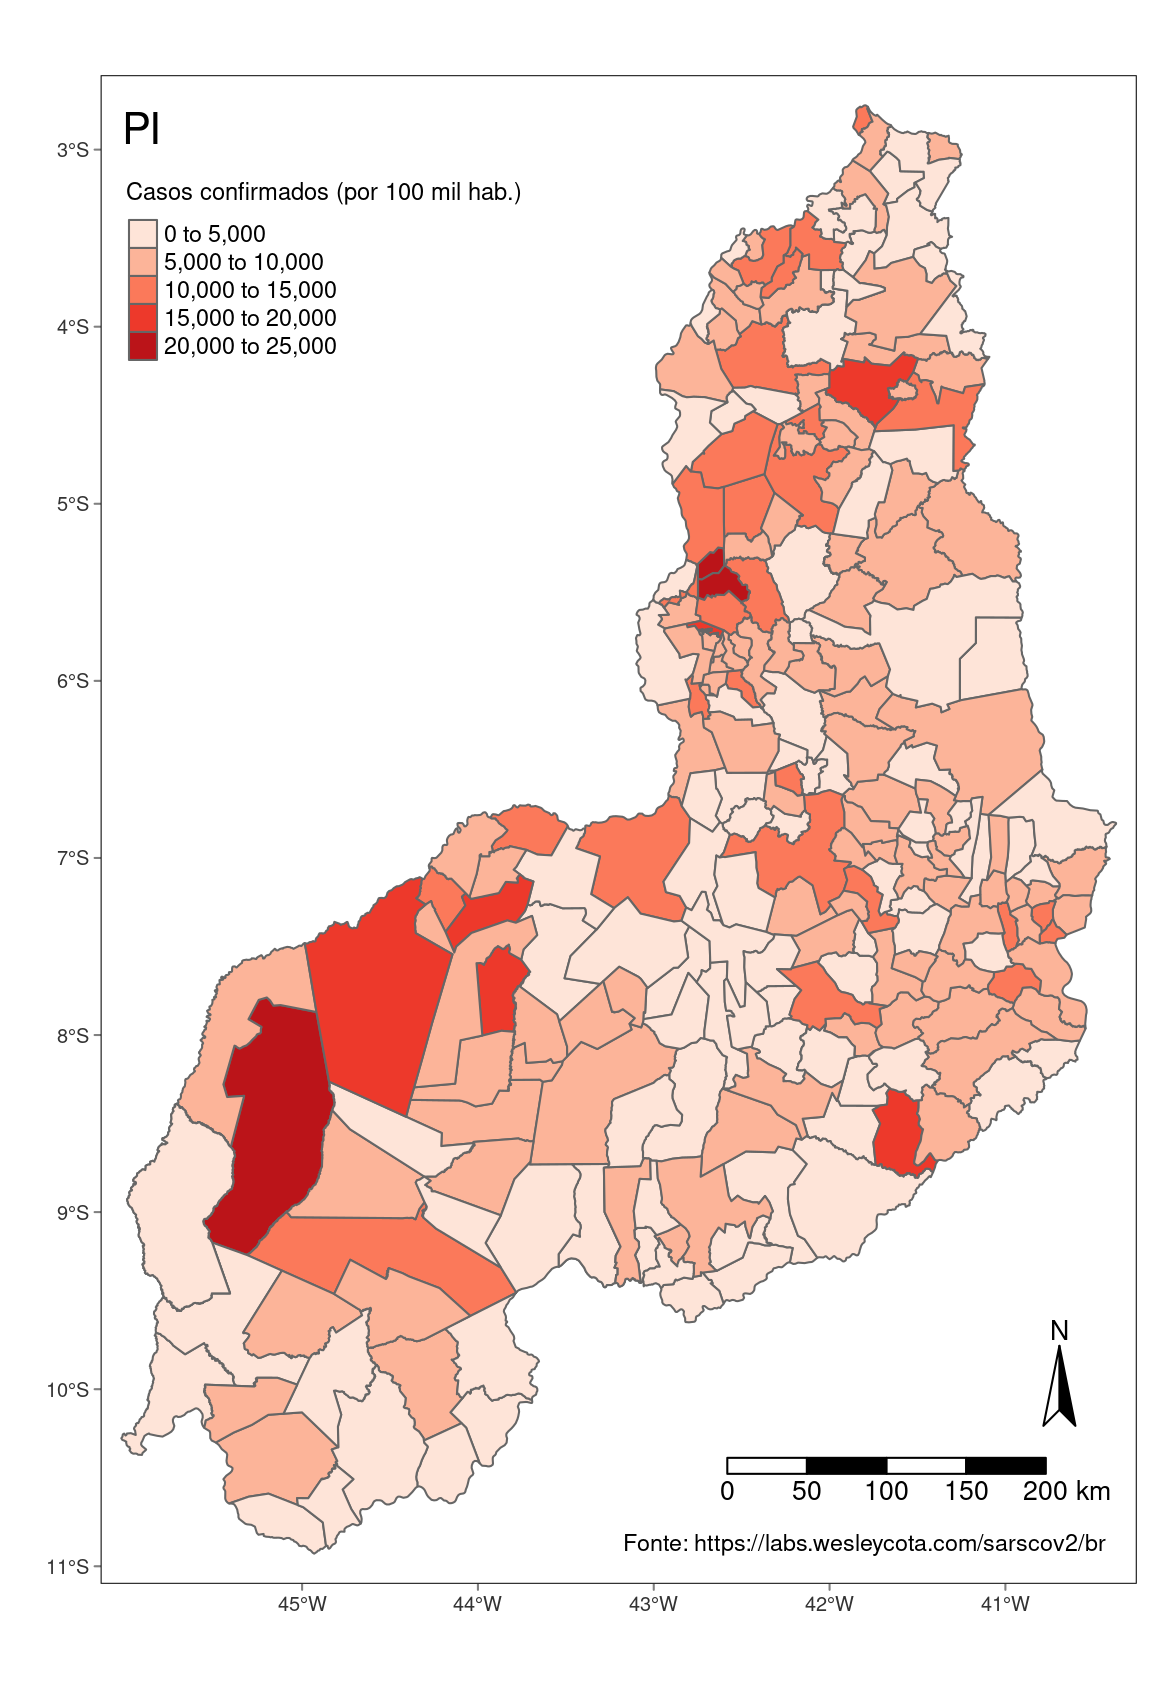 PI
Casos confirmados (por 100 mil hab.)
0 to 5,000
5,000 to 10,000
10,000 to 15,000
15,000 to 20,000
20,000 to 25,000
3°S
4°S
5°S
6°S
7°S
8°S
9°S
10°S
11°S
N
0 50 100 150 200 km
Fonte: https://labs.wesleycota.com/sarscov2/br
45°W 44°W 43°W 42°W 41°W